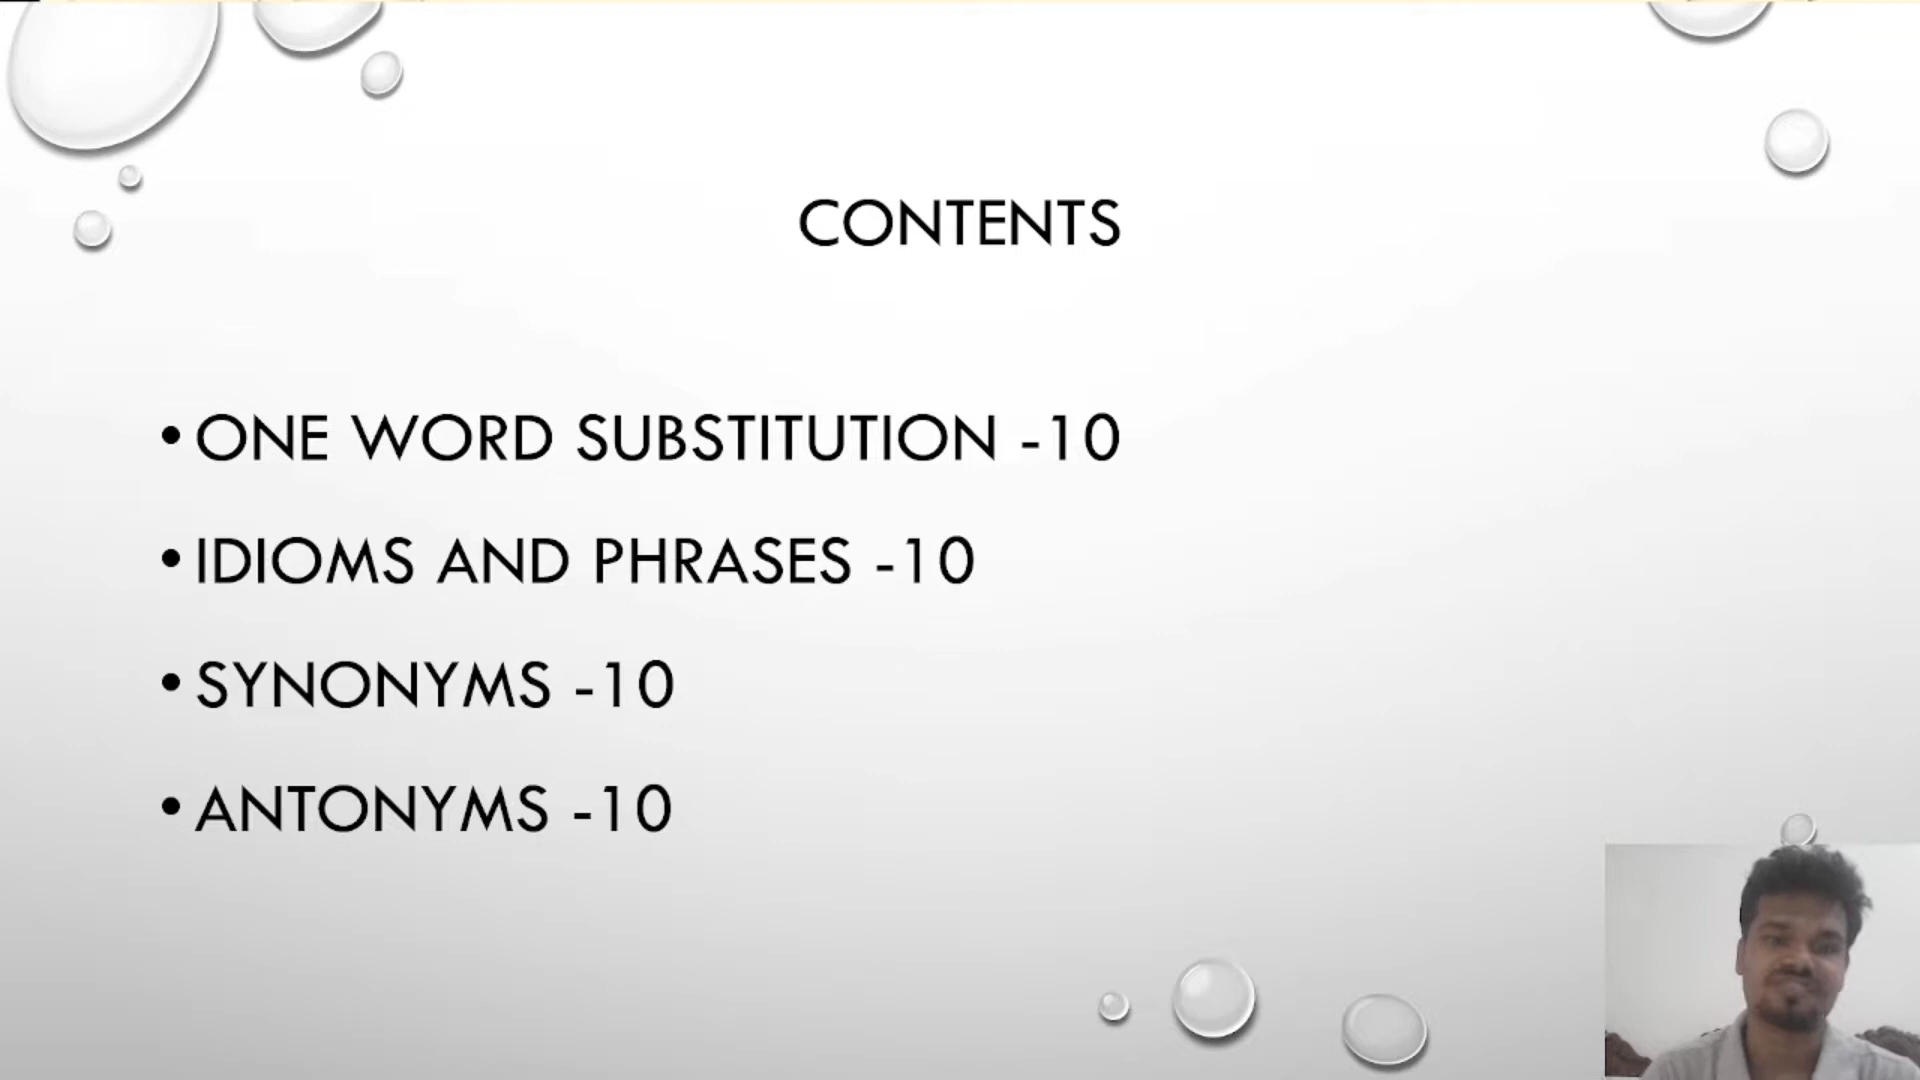 CONTENTS
• ONE WORD SUBSTITUTION -10
• IDIOMS AND PHRASES -10
• SYNONYMS -10
• ANTONYMS -10